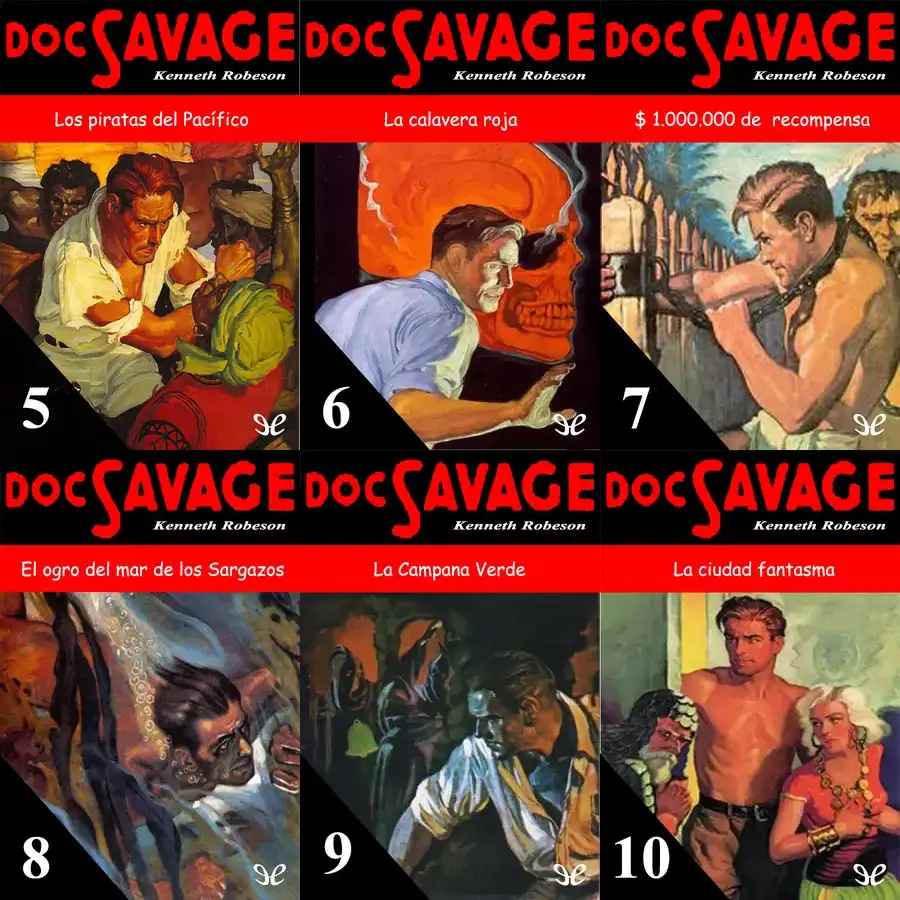 DOC SAVAGE
Kenneth Robeson
Los piratas del Pacífico
5
DOC SAVAGE
Kenneth Robeson
La calavera roja
6
DOC SAVAGE
Kenneth Robeson
$ 1.000.000 de recompensa
7
DOC SAVAGE
Kenneth Robeson
El ogro del mar de los Sargazos
8
DOC SAVAGE
Kenneth Robeson
La Campana Verde
9
DOC SAVAGE
Kenneth Robeson
La ciudad fantasma
10